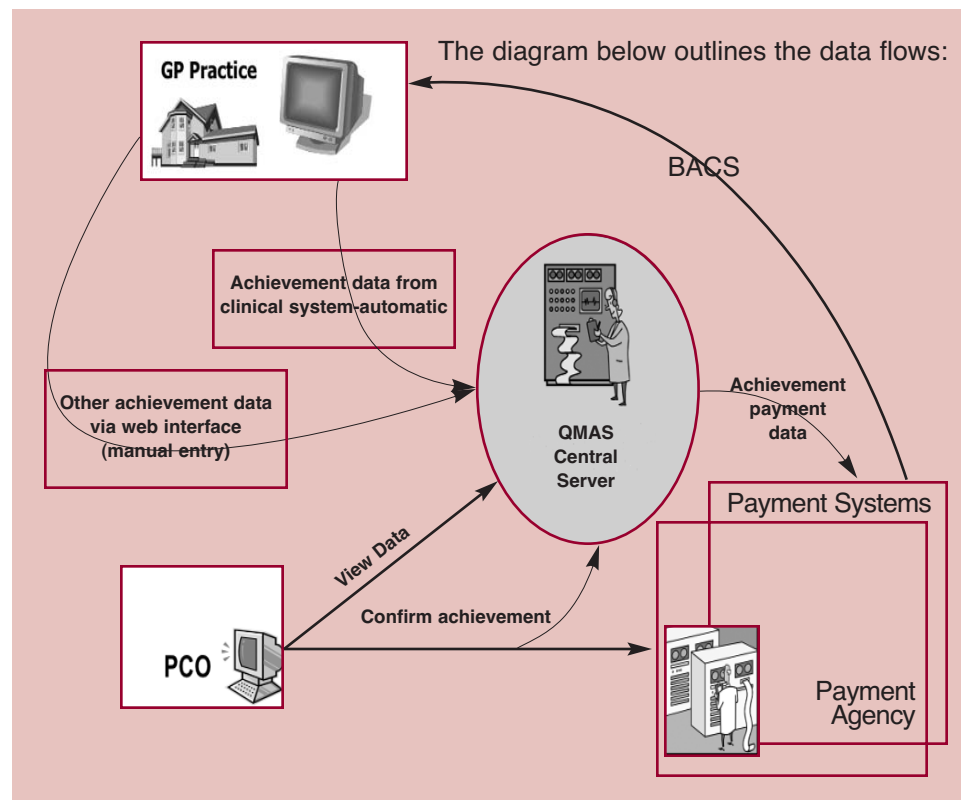 The diagram below outlines the data flows:
GP Practice
BACS
Achievement data from
clinical system-automatic
Other achievement data
via web interface
(manual entry)
QMAS
Central
Server
Achievement
payment
data
Payment Systems
View Data
Confirm achievement
PCO
Payment
Agency